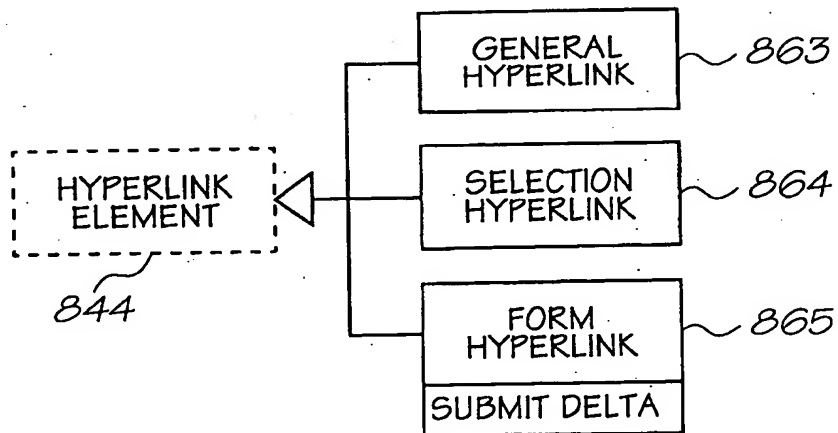 GENERAL
HYPERLINK
863
HYPERLINK
ELEMENT
844
SELECTION
HYPERLINK
864
FORM
HYPERLINK
865
SUBMIT DELTA